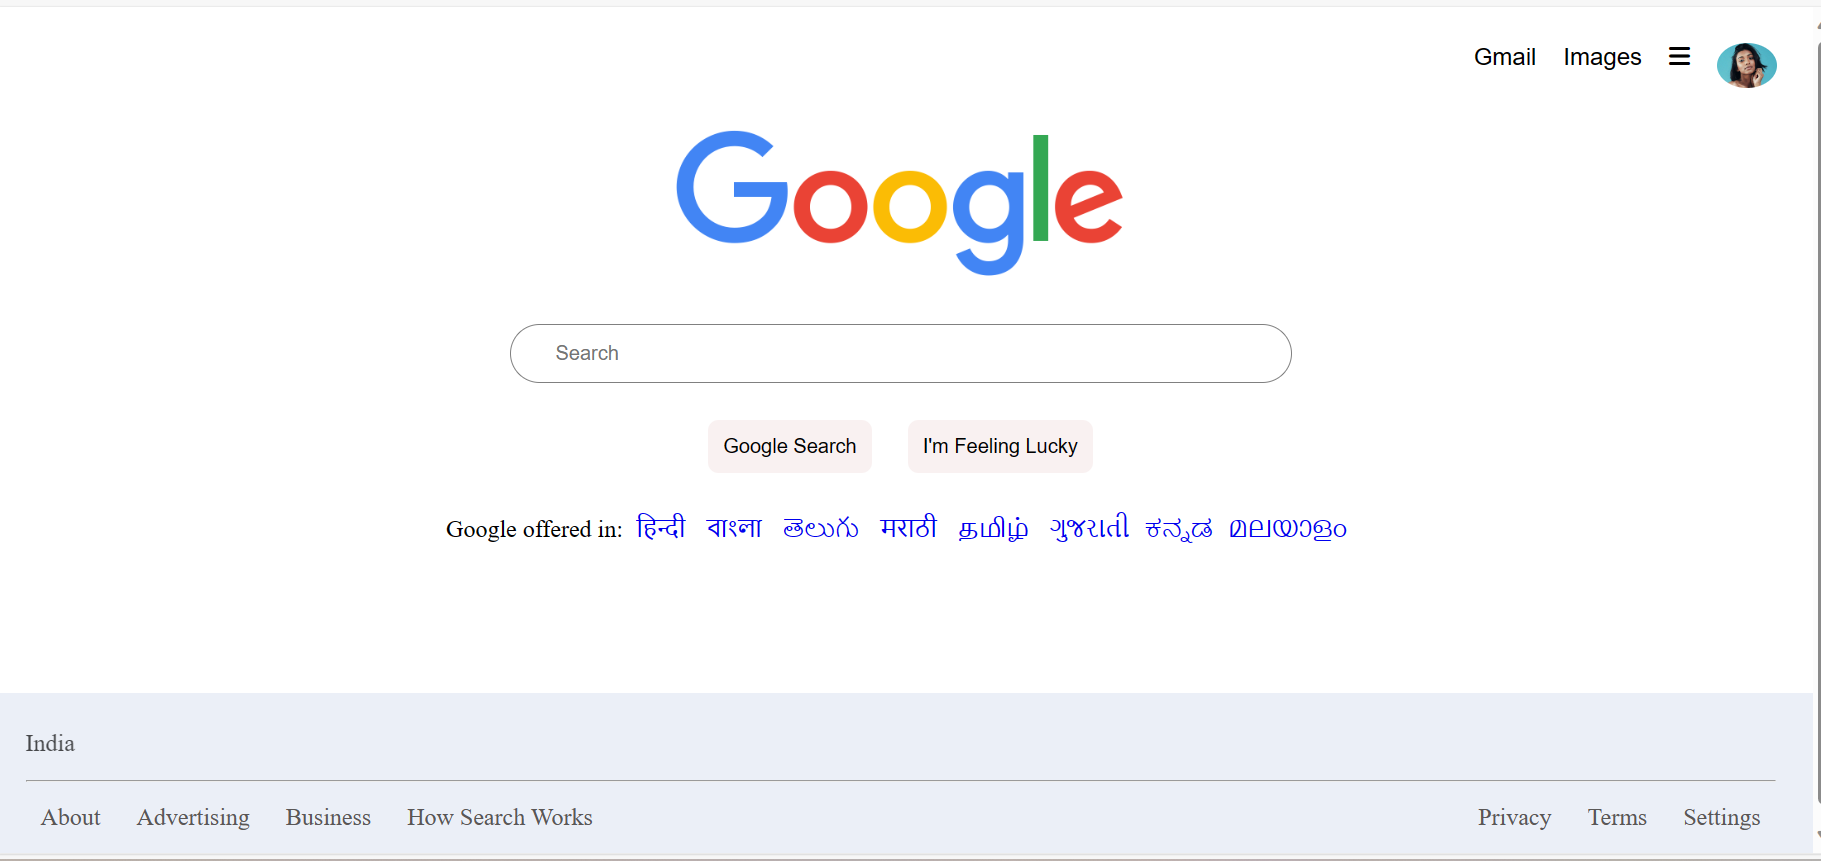 Gmail Images
Google
Search
Google Search I'm Feeling Lucky
Google offered in: हिन्दी বাংলা తెలుగు मराठी தமிழ் ગુજરાતી ಕನ್ನಡ മലയാളം
India
About Advertising Business How Search Works Privacy Terms Settings